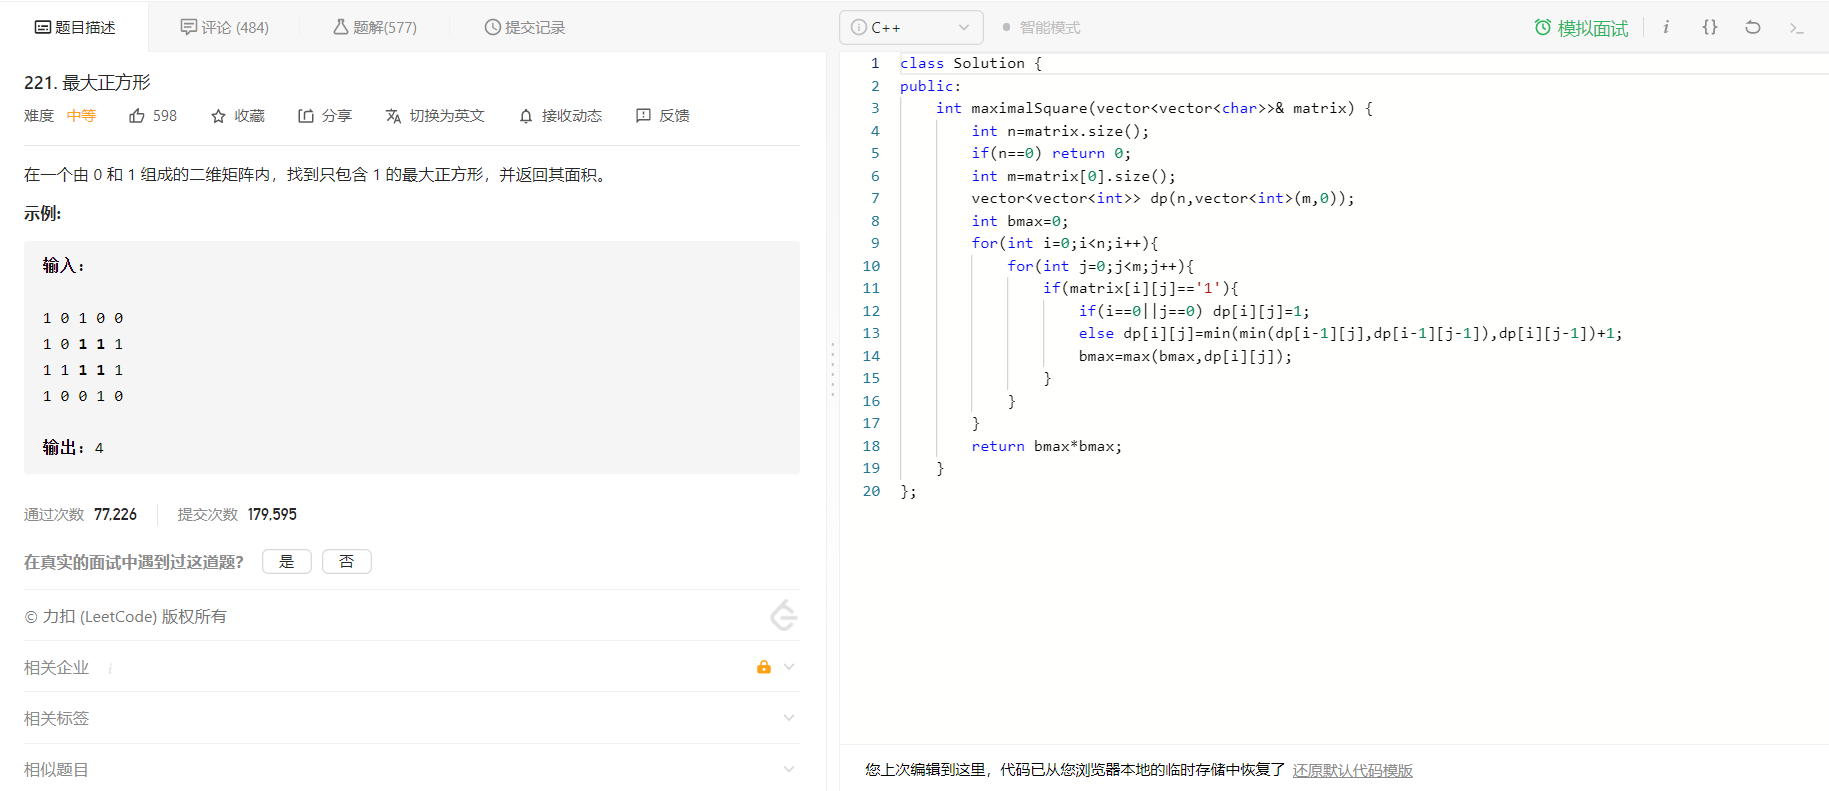 题目描述
评论 (484)
题解(577)
提交记录
221. 最大正方形
难度 中等 598 收藏 分享 切换为英文 接收动态 反馈
在一个由 0 和 1 组成的二维矩阵内，找到只包含 1 的最大正方形，并返回其面积。
示例:
输入:
1 0 1 0 0
1 0 1 1 1
1 1 1 1 1
1 0 0 1 0
输出: 4
通过次数 77,226 提交次数 179,595
在真实的面试中遇到过这道题? 是 否
© 力扣 (LeetCode) 版权所有
相关企业 i
相关标签
相似题目
C++ 智能模式 模拟面试 i {} >_
1 class Solution {
2 public:
3 int maximalSquare(vector<vector<char>>& matrix) {
4 int n=matrix.size();
5 if(n==0) return 0;
6 int m=matrix[0].size();
7 vector<vector<int>> dp(n,vector<int>(m,0));
8 int bmax=0;
9 for(int i=0;i<n;i++){
10 for(int j=0;j<m;j++){
11 if(matrix[i][j]=='1'){
12 if(i==0||j==0) dp[i][j]=1;
13 else dp[i][j]=min(min(dp[i-1][j],dp[i-1][j-1]),dp[i][j-1])+1;
14 bmax=max(bmax,dp[i][j]);
15 }
16 }
17 }
18 return bmax*bmax;
19 }
20 };
您上次编辑到这里，代码已从您浏览器本地的临时存储中恢复了 还原默认代码模版